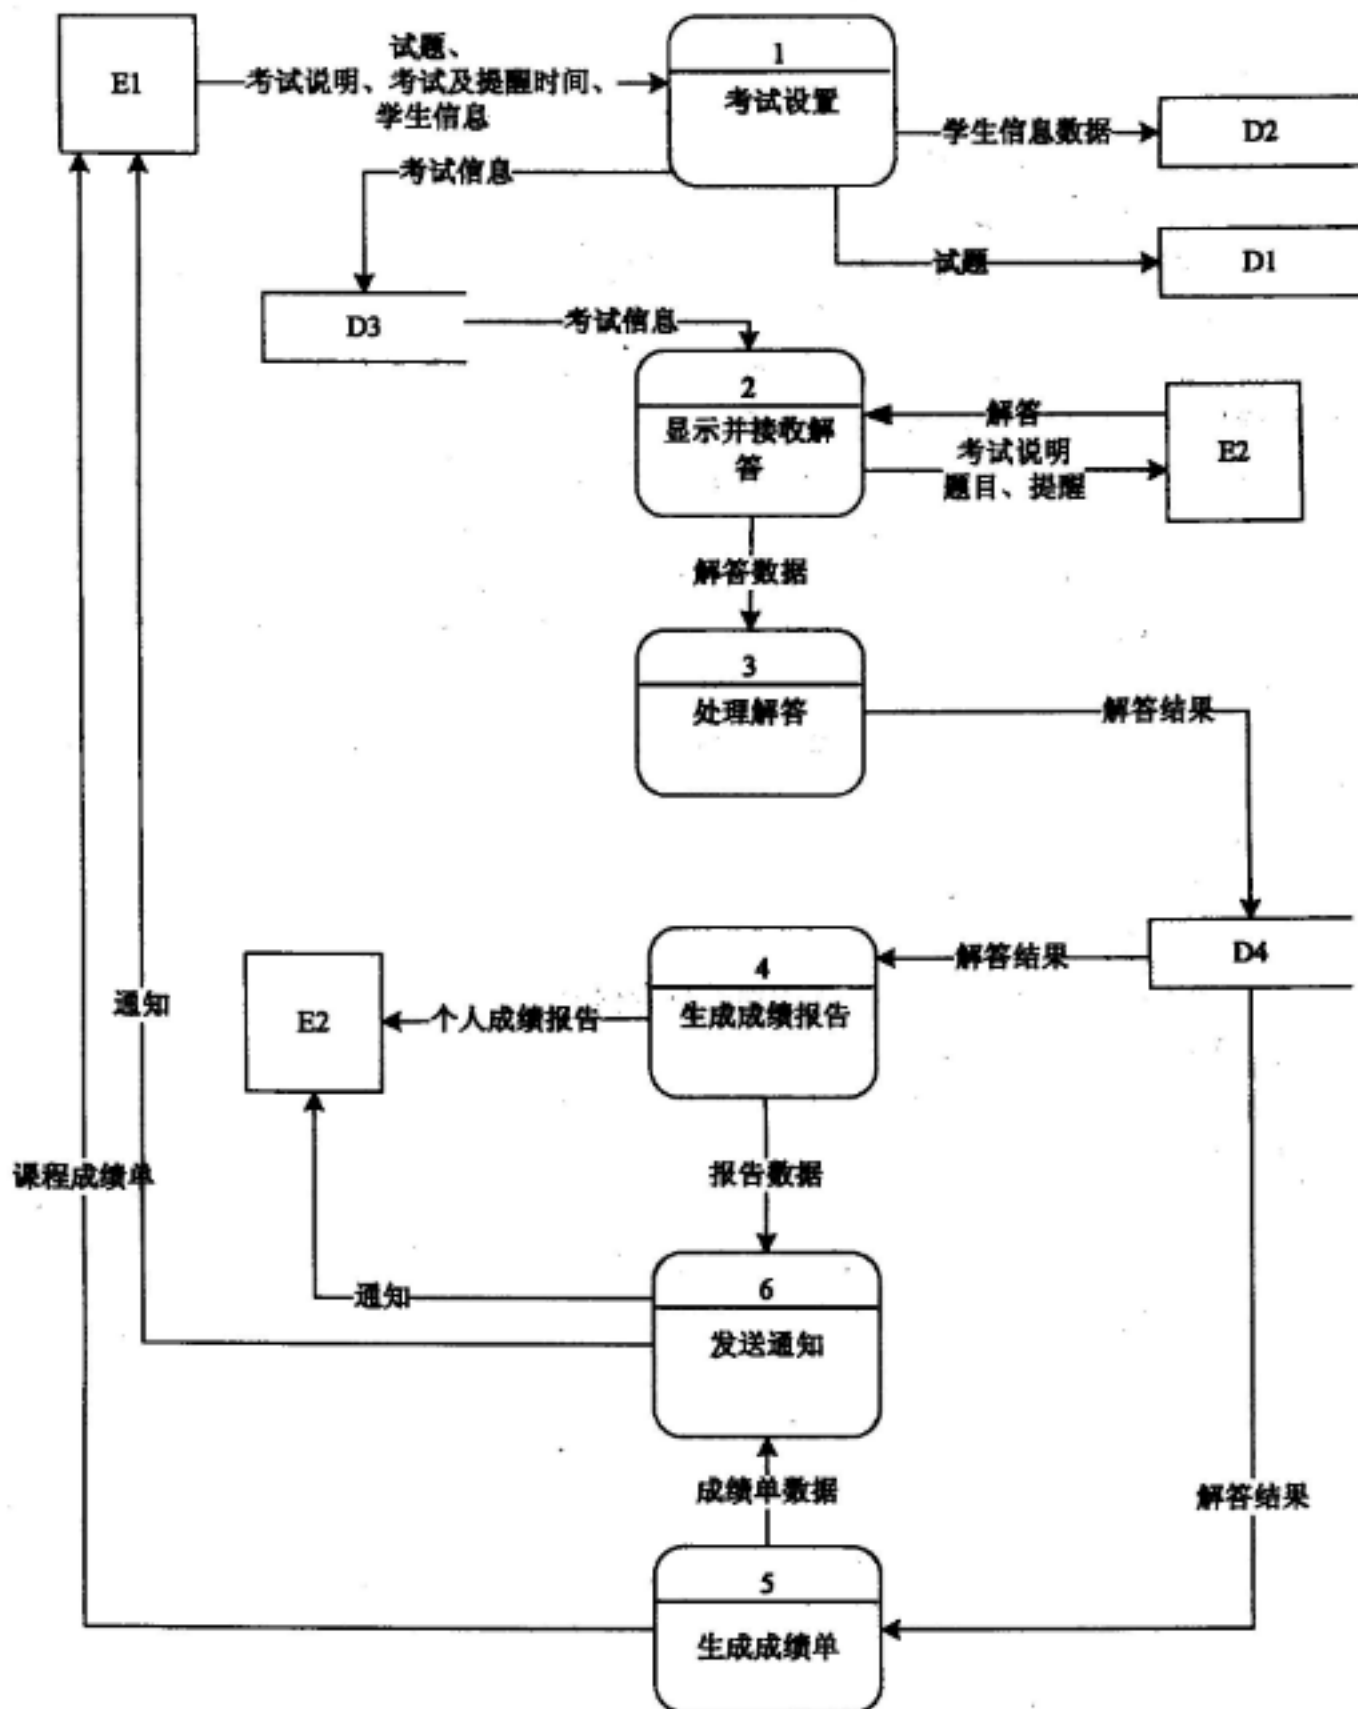 E1
试题、
考试说明、考试及提醒时间、
学生信息
1
考试设置
学生信息数据
D2
考试信息
试题
D1
D3
考试信息
2
显示并接收解
答
解答
考试说明
题目、提醒
E2
解答数据
3
处理解答
解答结果
D4
解答结果
4
生成成绩报告
个人成绩报告
E2
通知
报告数据
课程成绩单
6
发送通知
通知
成绩单数据
解答结果
5
生成成绩单